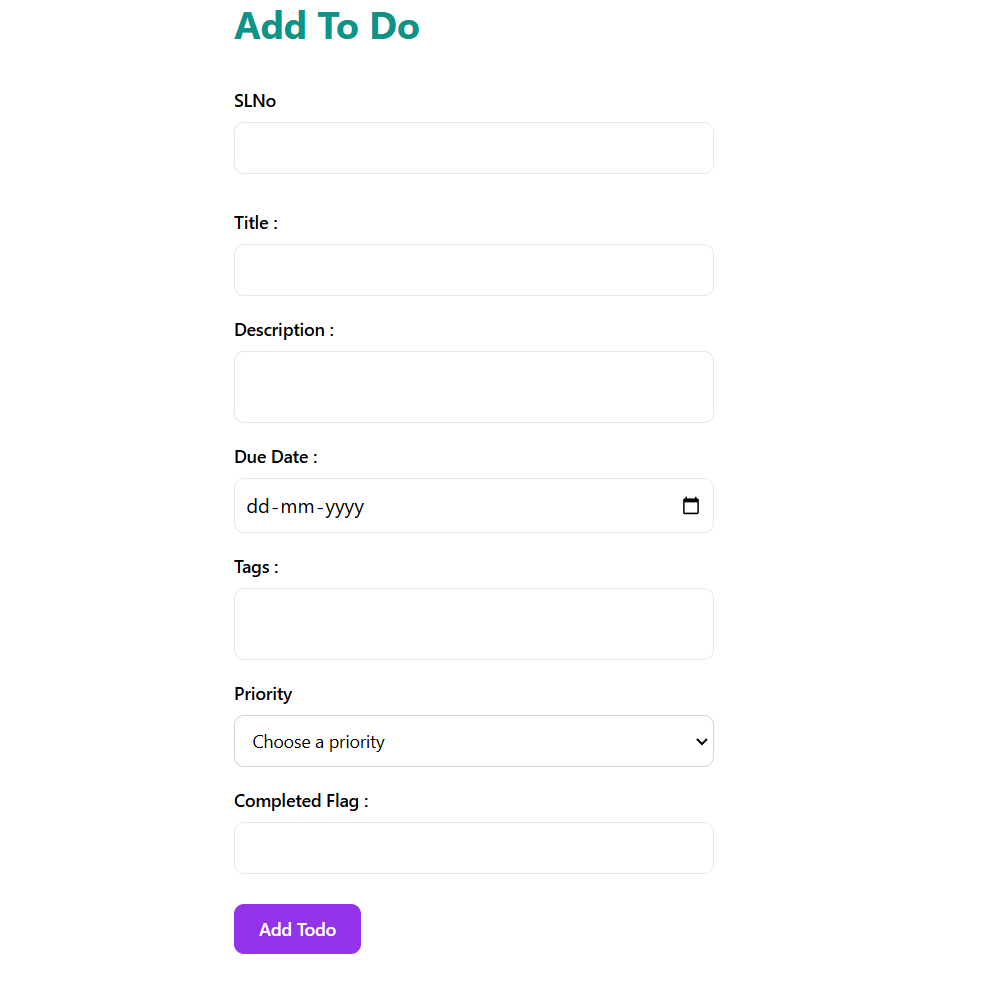 Add To Do
SLNo
Title :
Description :
Due Date :
dd-mm-yyyy
Tags :
Priority
Choose a priority
Completed Flag :
Add Todo